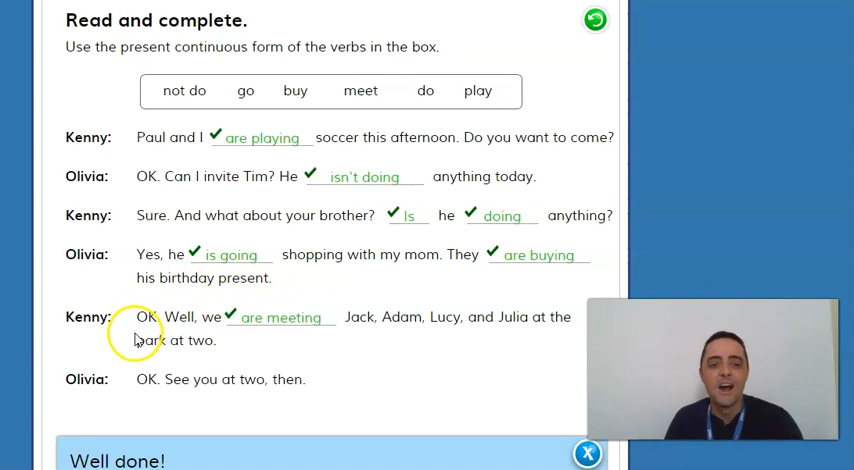 Read and complete.
Use the present continuous form of the verbs in the box.
not do go buy meet do play
Kenny: Paul and I are playing soccer this afternoon. Do you want to come?
Olivia: OK. Can I invite Tim? He isn't doing anything today.
Kenny: Sure. And what about your brother? Is he doing anything?
Olivia: Yes, he is going shopping with my mom. They are buying
his birthday present.
Kenny: OK. Well, we are meeting Jack, Adam, Lucy, and Julia at the
park at two.
Olivia: OK. See you at two, then.
Well done!
X